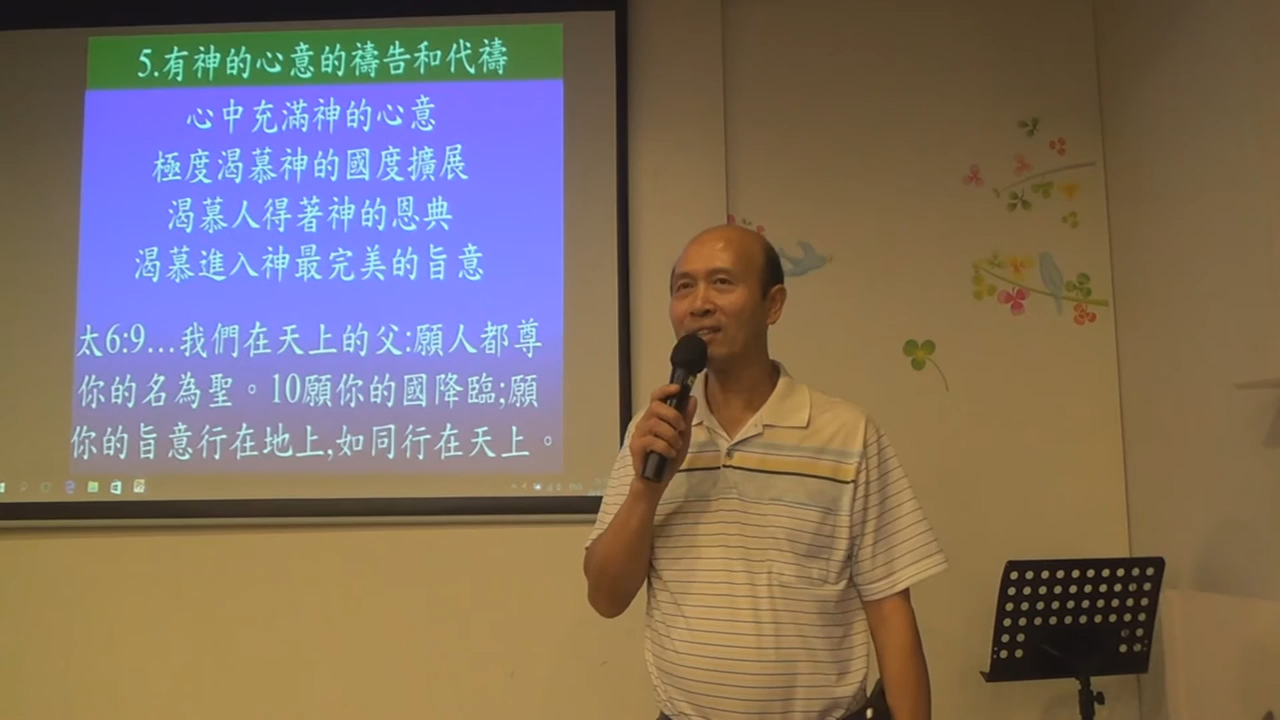 5.有神的心意的禱告和代禱
心中充滿神的心意
極度渴慕神的國度擴展
渴慕人得著神的恩典
渴慕進入神最完美的旨意
太6:9...我們在天上的父:願人都尊
你的名為聖。10願你的國降臨;願
你的旨意行在地上,如同行在天上。